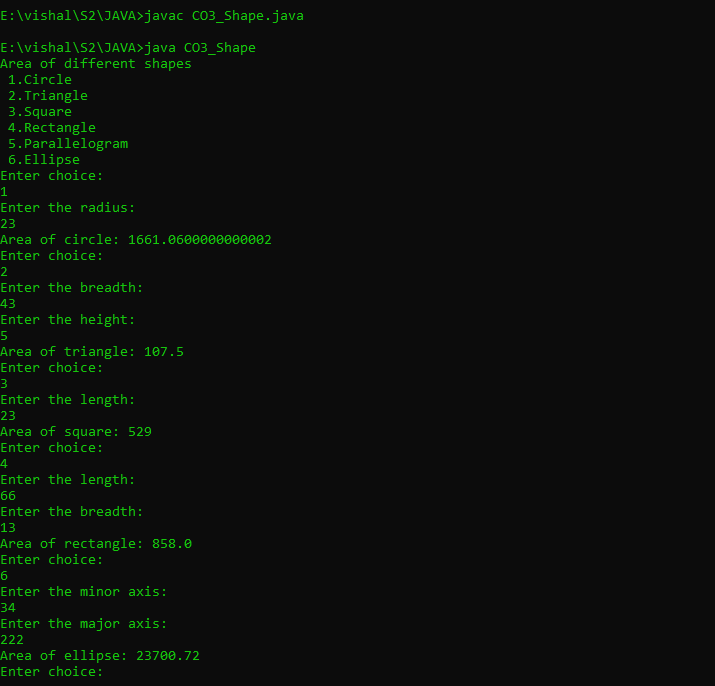 E:\vishal\S2\JAVA>javac CO3_Shape.java
E:\vishal\S2\JAVA>java CO3_Shape
Area of different shapes
 1.Circle
 2.Triangle
 3.Square
 4.Rectangle
 5.Parallelogram
 6.Ellipse
Enter choice:
1
Enter the radius:
23
Area of circle: 1661.0600000000002
Enter choice:
2
Enter the breadth:
43
Enter the height:
5
Area of triangle: 107.5
Enter choice:
3
Enter the length:
23
Area of square: 529
Enter choice:
4
Enter the length:
66
Enter the breadth:
13
Area of rectangle: 858.0
Enter choice:
6
Enter the minor axis:
34
Enter the major axis:
222
Area of ellipse: 23700.72
Enter choice: